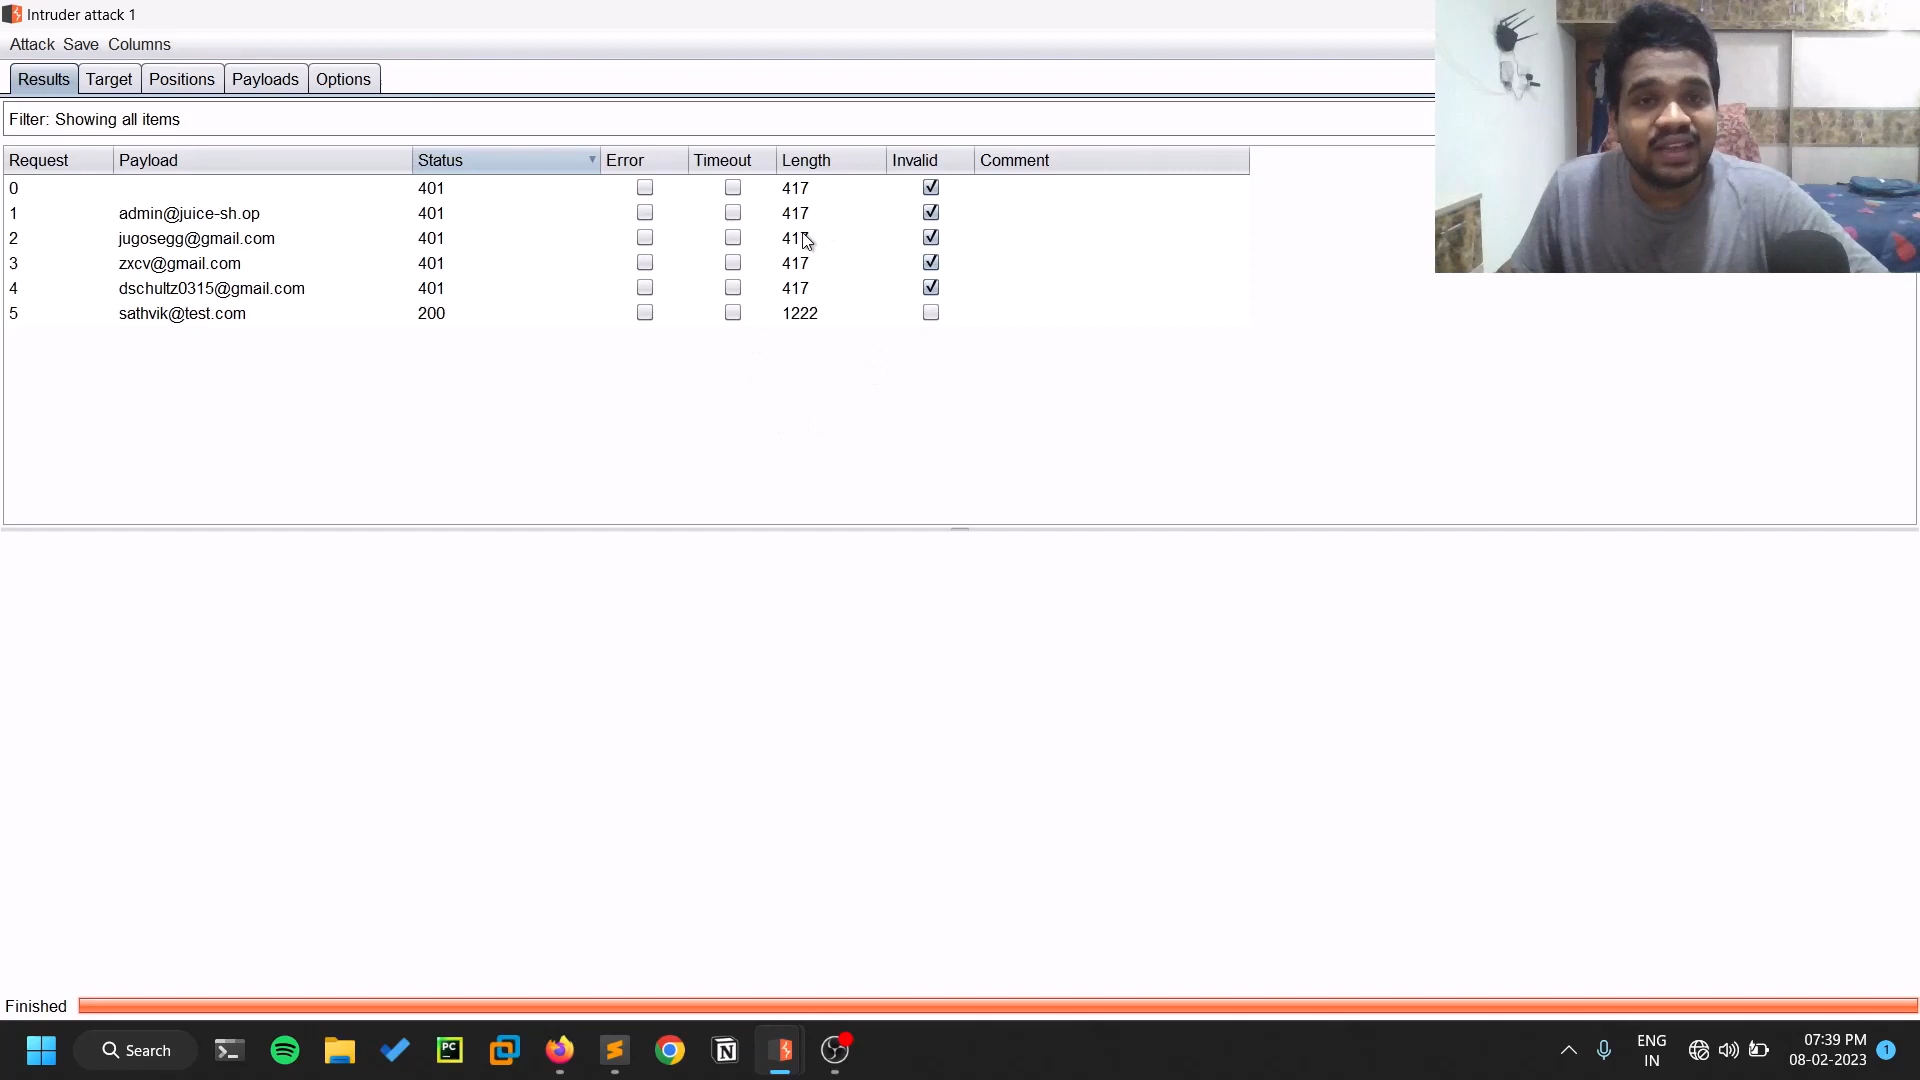 Intruder attack 1
Attack Save Columns
Results Target Positions Payloads Options
Filter: Showing all items
Request Payload Status Error Timeout Length Invalid Comment
0 401 417
1 admin@juice-sh.op 401 417
2 jugosegg@gmail.com 401 417
3 zxcv@gmail.com 401 417
4 dschultz0315@gmail.com 401 417
5 sathvik@test.com 200 1222
Finished
Search
PC
ENG
IN
07:39 PM
08-02-2023
1